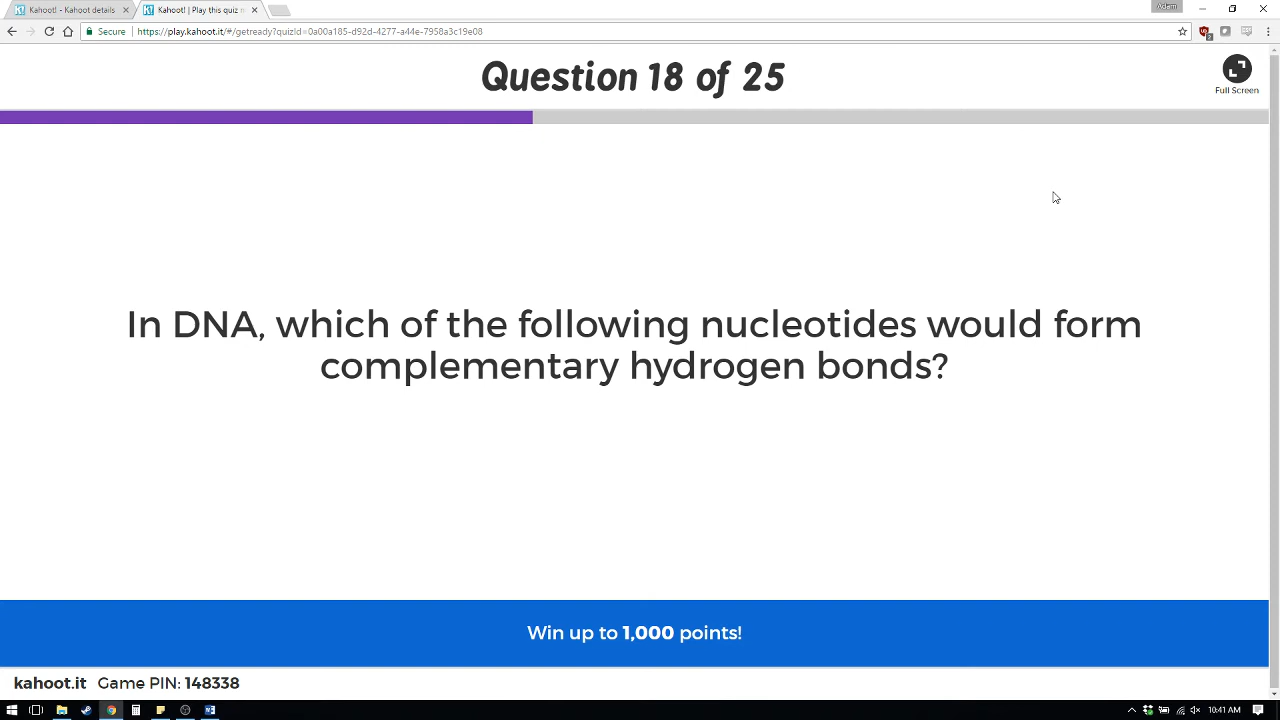 Kahoot! - Kahoot details
Kahoot! | Play this quiz
Adam
Secure
https://play.kahoot.it/#/getready?quizId=0a00a185-d92d-4277-a44e-7958a3c19e08
Question 18 of 25
Full Screen
In DNA, which of the following nucleotides would form
complementary hydrogen bonds?
Win up to 1,000 points!
kahoot.it Game PIN: 148338
10:41 AM